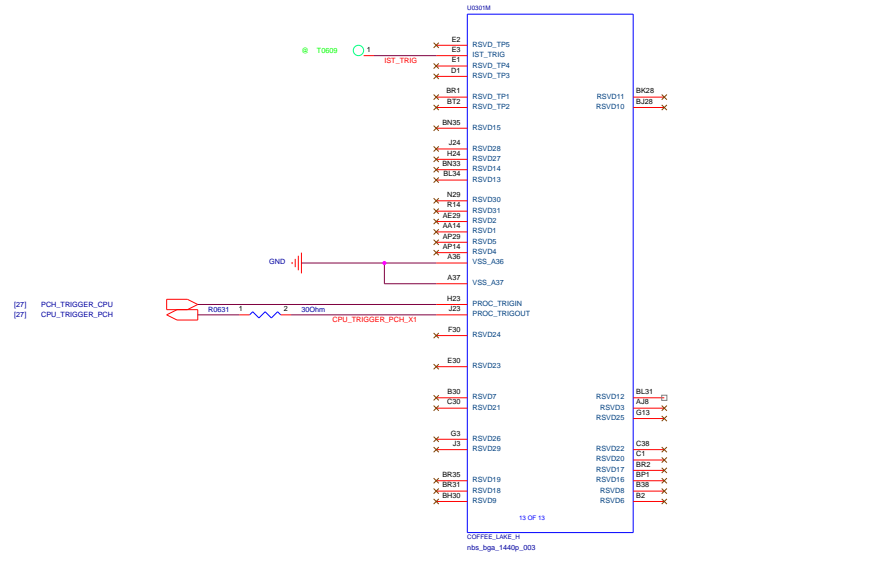 U0301M
E2 RSVD_TP5
@ T0609 1 E3 IST_TRIG
IST_TRIG
E1 RSVD_TP4
D1 RSVD_TP3
BR1 RSVD_TP1 RSVD11 BK28
BT2 RSVD_TP2 RSVD10 BJ28
BN35 RSVD15
J24 RSVD28
H24 RSVD27
BN33 RSVD14
BL34 RSVD13
N29 RSVD30
R14 RSVD31
AE29 RSVD2
AA14 RSVD1
AP29 RSVD5
AP14 RSVD4
GND A36 VSS_A36
A37 VSS_A37
[27] PCH_TRIGGER_CPU H23 PROC_TRIGIN
[27] CPU_TRIGGER_PCH R0631 1 2 30Ohm J23 PROC_TRIGOUT
CPU_TRIGGER_PCH_X1
F30 RSVD24
E30 RSVD23
B30 RSVD7 RSVD12 BL31
C30 RSVD21 RSVD3 AJ8
RSVD25 G13
G3 RSVD26
J3 RSVD29 RSVD22 C38
RSVD20 C1
RSVD17 BR2
BR35 RSVD19 RSVD16 BP1
BR31 RSVD18 RSVD8 B38
BH30 RSVD9 RSVD6 B2
13 OF 13
COFFEE_LAKE_H
nbs_bga_1440p_003